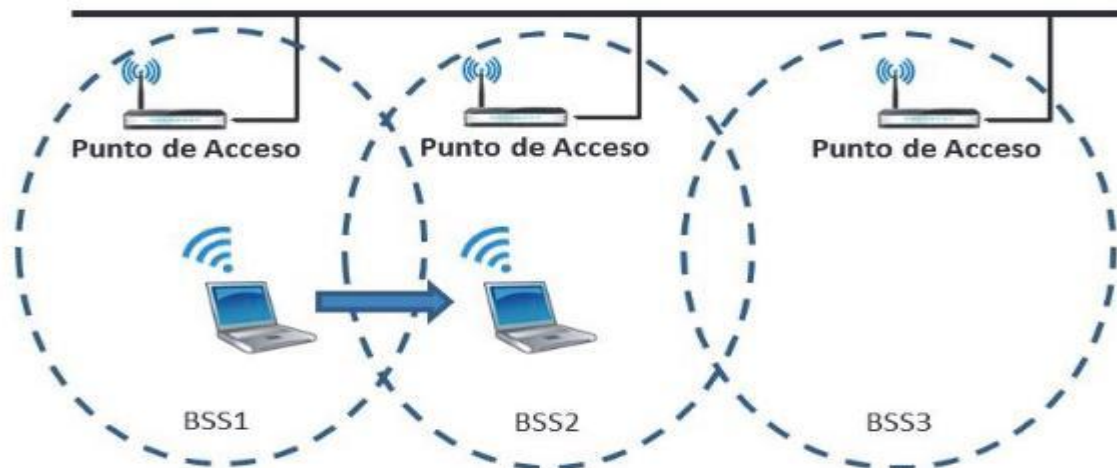 Punto de Acceso
Punto de Acceso
Punto de Acceso
BSS1
BSS2
BSS3